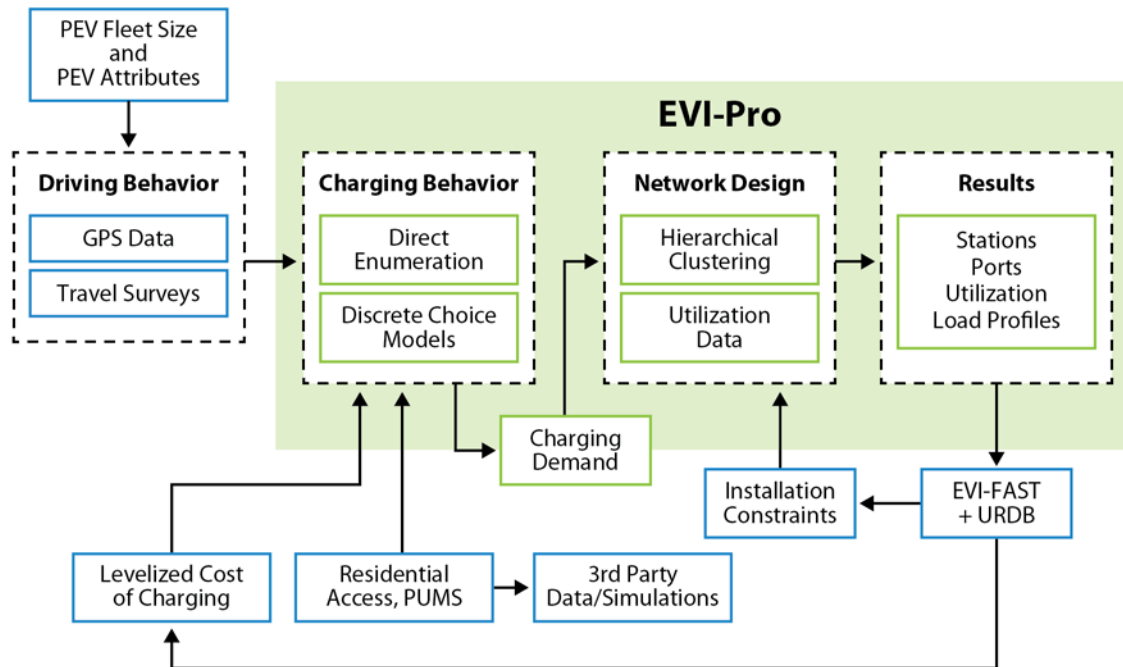 PEV Fleet Size
and
PEV Attributes
EVI-Pro
Driving Behavior
GPS Data
Travel Surveys
Charging Behavior
Direct
Enumeration
Discrete Choice
Models
Network Design
Hierarchical
Clustering
Utilization
Data
Results
Stations
Ports
Utilization
Load Profiles
Charging
Demand
Installation
Constraints
EVI-FAST
+ URDB
Levelized Cost
of Charging
Residential
Access, PUMS
3rd Party
Data/Simulations